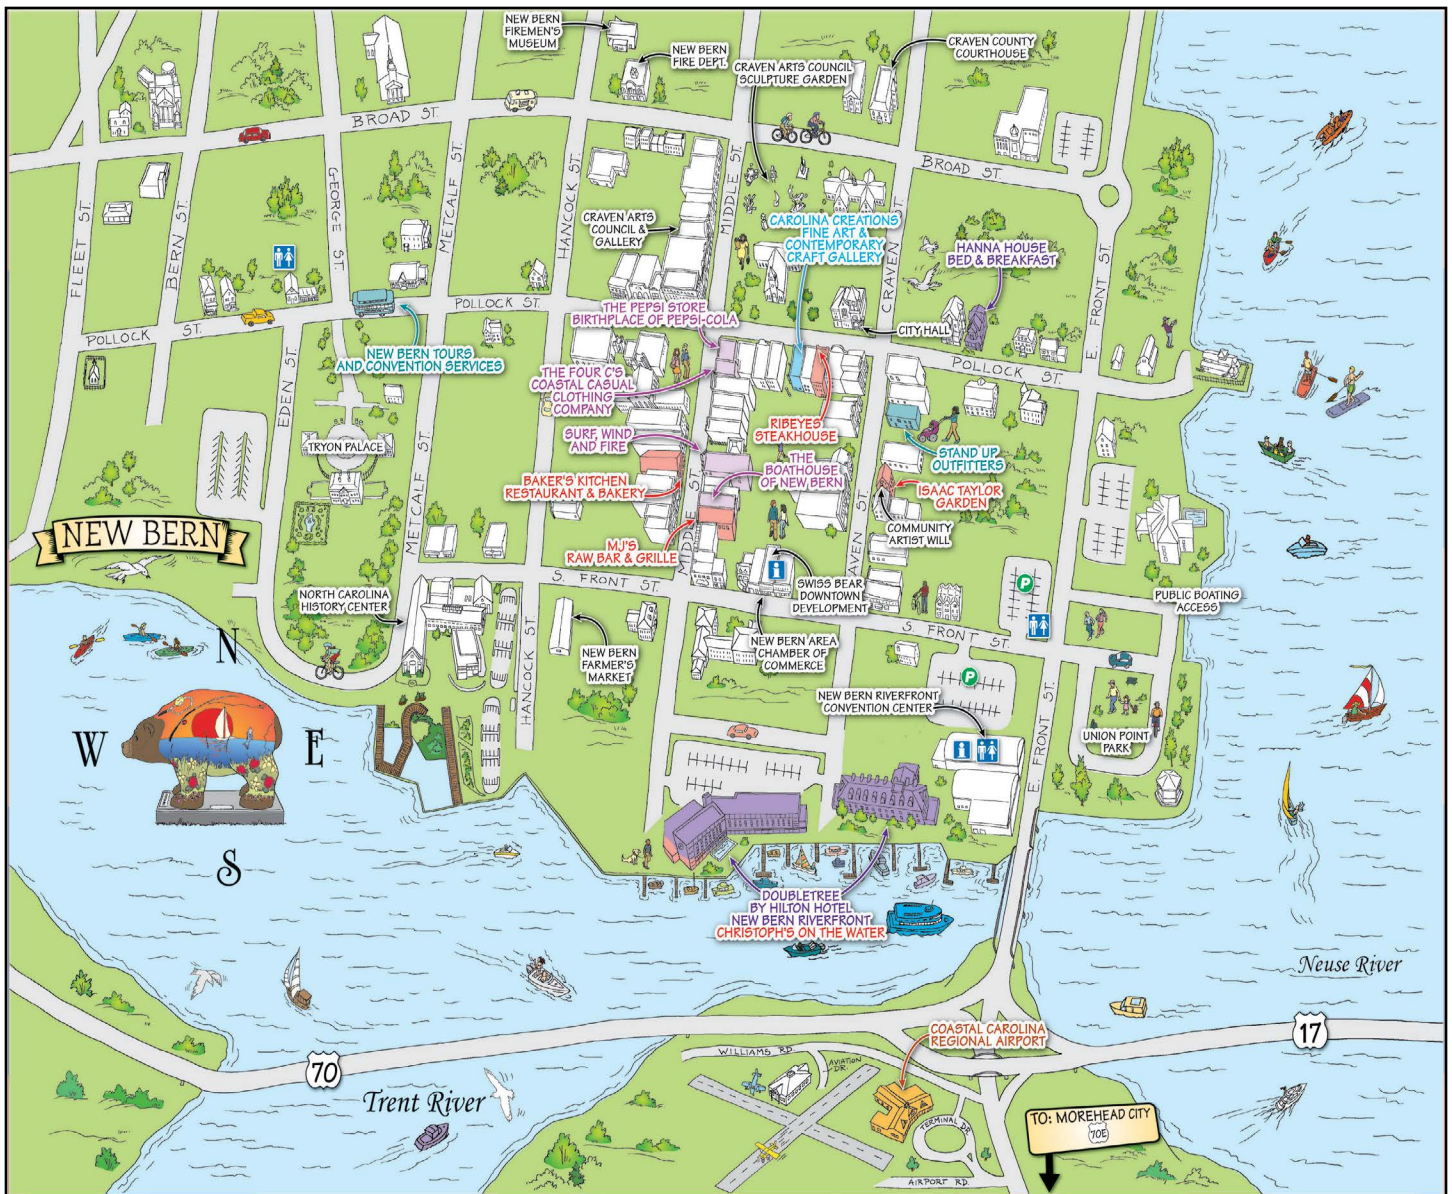 NEW BERN
FIREMEN'S
MUSEUM
NEW BERN
FIRE DEPT.
CRAVEN ARTS COUNCIL
SCULPTURE GARDEN
CRAVEN COUNTY
COURTHOUSE
BROAD ST.
BROAD ST.
FLEET ST.
BERN ST.
GEORGE ST.
METCALF ST.
HANCOCK ST.
MIDDLE ST.
CRAVEN ST.
E. FRONT ST.
CRAVEN ARTS
COUNCIL &
GALLERY
CAROLINA CREATIONS
FINE ART &
CONTEMPORARY
CRAFT GALLERY
HANNA HOUSE
BED & BREAKFAST
POLLOCK ST.
POLLOCK ST.
POLLOCK ST.
THE PEPSI STORE
BIRTHPLACE OF PEPSI-COLA
CITY HALL
NEW BERN TOURS
AND CONVENTION SERVICES
THE FOUR C'S
COASTAL CASUAL
CLOTHING
COMPANY
EDEN ST.
TRYON PALACE
METCALF ST.
SURF, WIND
AND FIRE
RIBEYES
STEAKHOUSE
STAND UP
OUTFITTERS
THE
BOATHOUSE
OF NEW BERN
BAKER'S KITCHEN
RESTAURANT & BAKERY
ISAAC TAYLOR
GARDEN
COMMUNITY
ARTIST WILL
MIDDLE ST.
CRAVEN ST.
NEW BERN
MJ'S
RAW BAR & GRILLE
S. FRONT ST.
i
SWISS BEAR
DOWNTOWN
DEVELOPMENT
P
PUBLIC BOATING
ACCESS
NORTH CAROLINA
HISTORY CENTER
NEW BERN
FARMER'S
MARKET
NEW BERN AREA
CHAMBER OF
COMMERCE
S. FRONT ST.
HANCOCK ST.
P
NEW BERN RIVERFRONT
CONVENTION CENTER
i
E. FRONT ST.
UNION POINT
PARK
N
W
E
S
DOUBLETREE
BY HILTON HOTEL
NEW BERN RIVERFRONT
CHRISTOPH'S ON THE WATER
Neuse River
17
70
COASTAL CAROLINA
REGIONAL AIRPORT
WILLIAMS RD.
AVIATION
DR.
Trent River
TERMINAL DR.
AIRPORT RD.
TO: MOREHEAD CITY
70E